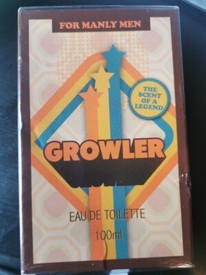 FOR MANLY MEN
THE
SCENT
OF A
LEGEND
GROWLER
EAU DE TOILETTE
100ml